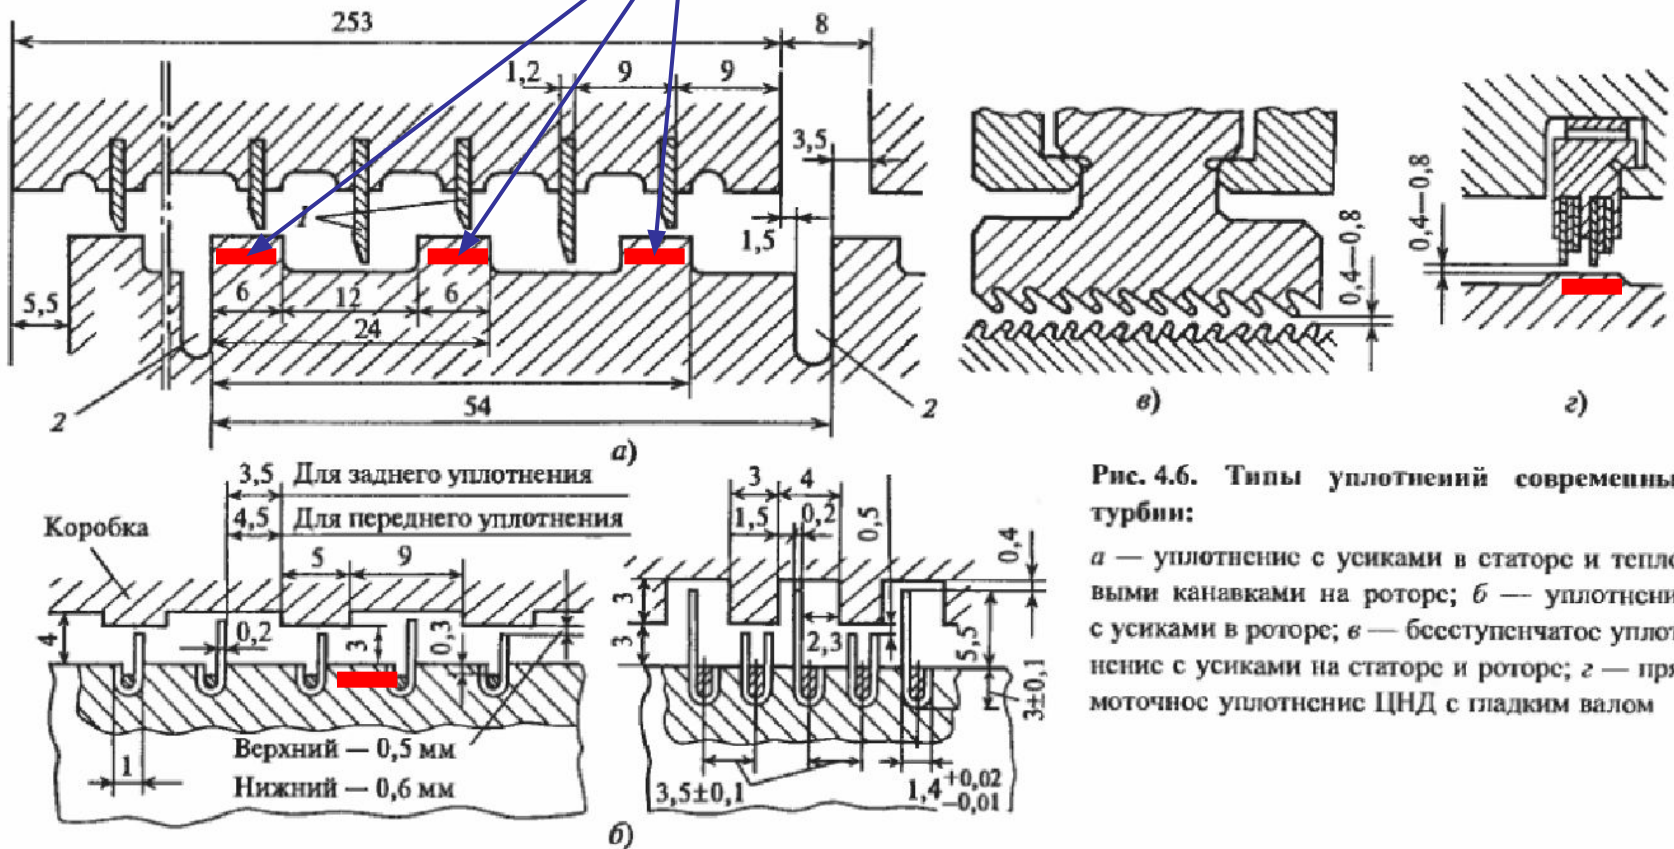 253
8
1,2
9
9
3,5
1
1,5
5,5
6
12
6
24
2
54
2
а)
0,4—0,8
в)
0,4—0,8
г)
3,5 Для заднего уплотнения
4,5 Для переднего уплотнения
Коробка
5
9
4
0,2
3
0,3
1
Верхний — 0,5 мм
Нижний — 0,6 мм
3
4
1,5
0,2
0,5
0,4
3
3
2,3
5,5
3±0,1
3,5±0,1
1,4 +0,02 −0,01
б)
Рис. 4.6. Типы уплотнений современны
турбин:
а — уплотнение с усиками в статоре и тепло
выми канавками на роторе; б — уплотнени
с усиками в роторе; в — бесступенчатое уплот
нение с усиками на статоре и роторе; г — пря
моточное уплотнение ЦНД с гладким валом